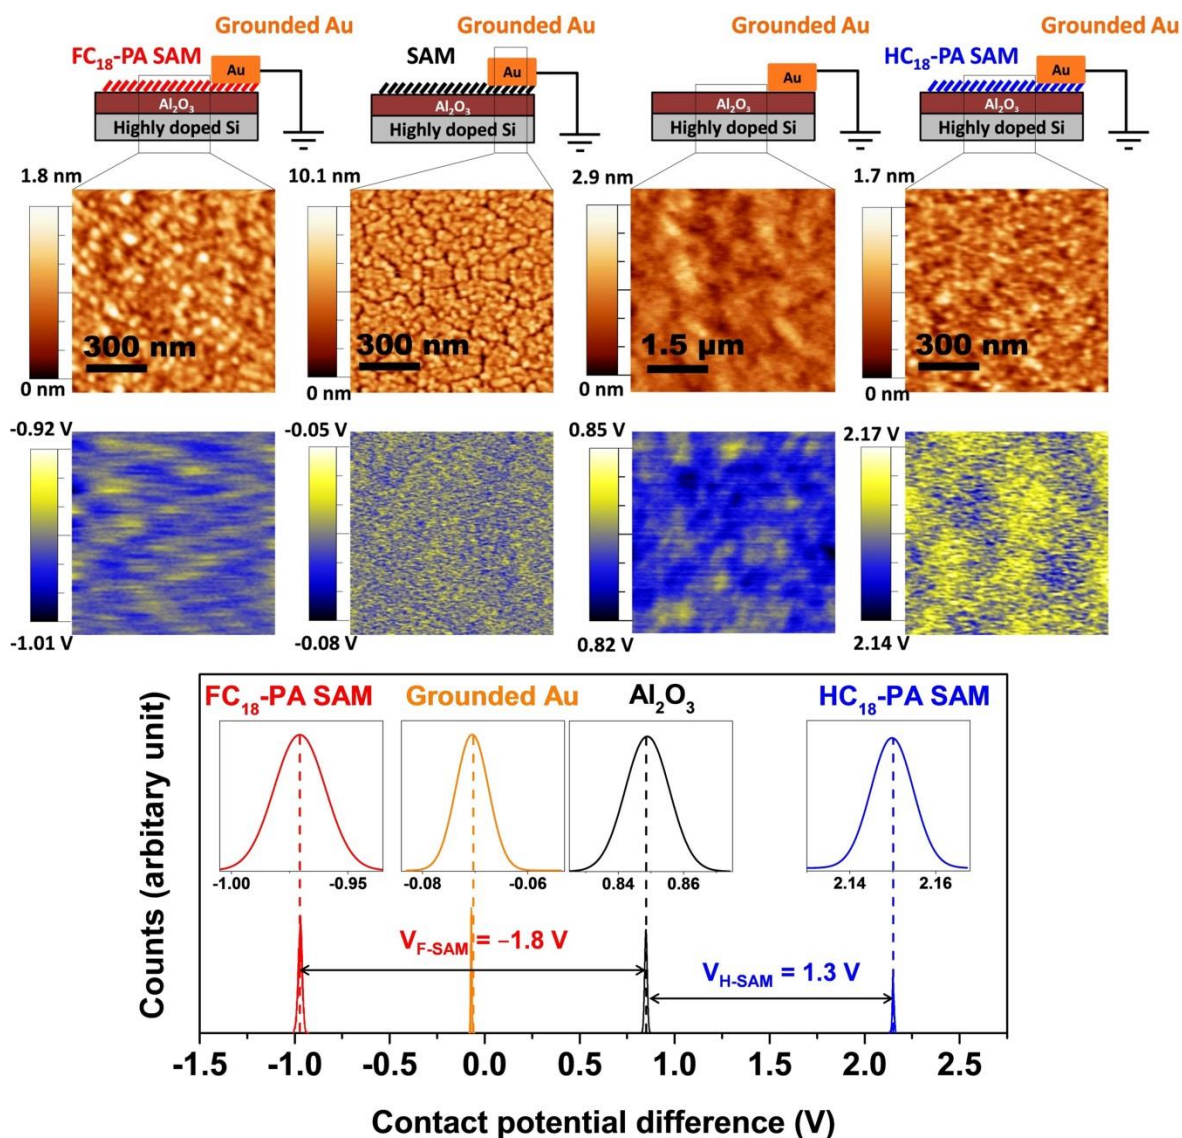 Grounded Au Grounded Au Grounded Au Grounded Au
FC₁₈-PA SAM SAM HC₁₈-PA SAM
Au Au Au Au
Al₂O₃ Al₂O₃ Al₂O₃ Al₂O₃
Highly doped Si Highly doped Si Highly doped Si Highly doped Si
1.8 nm 10.1 nm 2.9 nm 1.7 nm
300 nm 300 nm 1.5 µm 300 nm
0 nm 0 nm 0 nm 0 nm
-0.92 V -0.05 V 0.85 V 2.17 V
-1.01 V -0.08 V 0.82 V 2.14 V
FC₁₈-PA SAM Grounded Au Al₂O₃ HC₁₈-PA SAM
-1.00 -0.95 -0.08 -0.06 0.84 0.86 2.14 2.16
V_F-SAM = −1.8 V
V_H-SAM = 1.3 V
Counts (arbitary unit)
-1.5 -1.0 -0.5 0.0 0.5 1.0 1.5 2.0 2.5
Contact potential difference (V)